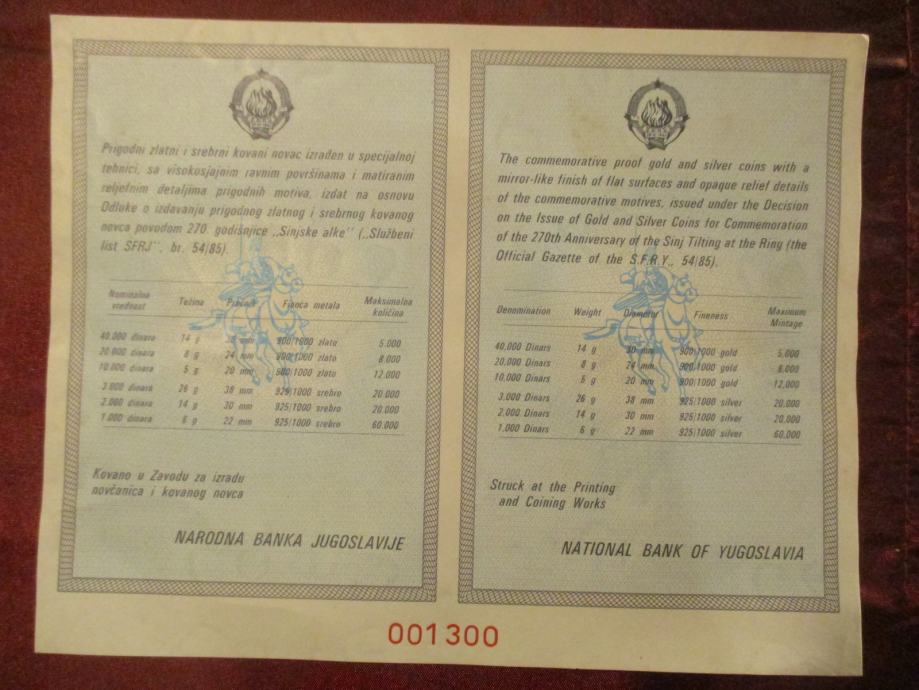 Prigodni zlatni i srebrni kovani novac izrađen u specijalnoj
tehnici, sa visokosjajnim ravnim površinama i matiranim
reljefnim detaljima prigodnih motiva, izdat na osnovu
Odluke o izdavanju prigodnog zlatnog i srebrnog kovanog
novca povodom 270. godišnjice „Sinjske alke” („Službeni
list SFRJ”, br. 54/85).
Nominalna vrednost Težina Prečnik Finoća metala Maksimalna količina
40.000 dinara 14 g mm 900/1000 zlato 5.000
20.000 dinara 8 g 24 mm 900/1000 zlato 8.000
10.000 dinara 5 g 20 mm 900/1000 zlato 12.000
3.000 dinara 26 g 38 mm 925/1000 srebro 20.000
2.000 dinara 14 g 30 mm 925/1000 srebro 20.000
1.000 dinara 6 g 22 mm 925/1000 srebro 60.000
Kovano u Zavodu za izradu
novčanica i kovanog novca
NARODNA BANKA JUGOSLAVIJE
The commemorative proof gold and silver coins with a
mirror-like finish of flat surfaces and opaque relief details
of the commemorative motives, issued under the Decision
on the Issue of Gold and Silver Coins for Commemoration
of the 270th Anniversary of the Sinj Tilting at the Ring (the
Official Gazette of the S.F.R.Y., 54/85).
Denomination Weight Diameter Fineness Maximum Mintage
40,000 Dinars 14 g 30 mm 900/1000 gold 5,000
20,000 Dinars 8 g 24 mm 900/1000 gold 8,000
10,000 Dinars 5 g 20 mm 900/1000 gold 12,000
3,000 Dinars 26 g 38 mm 925/1000 silver 20,000
2,000 Dinars 14 g 30 mm 925/1000 silver 20,000
1,000 Dinars 6 g 22 mm 925/1000 silver 60,000
Struck at the Printing
and Coining Works
NATIONAL BANK OF YUGOSLAVIA
001300